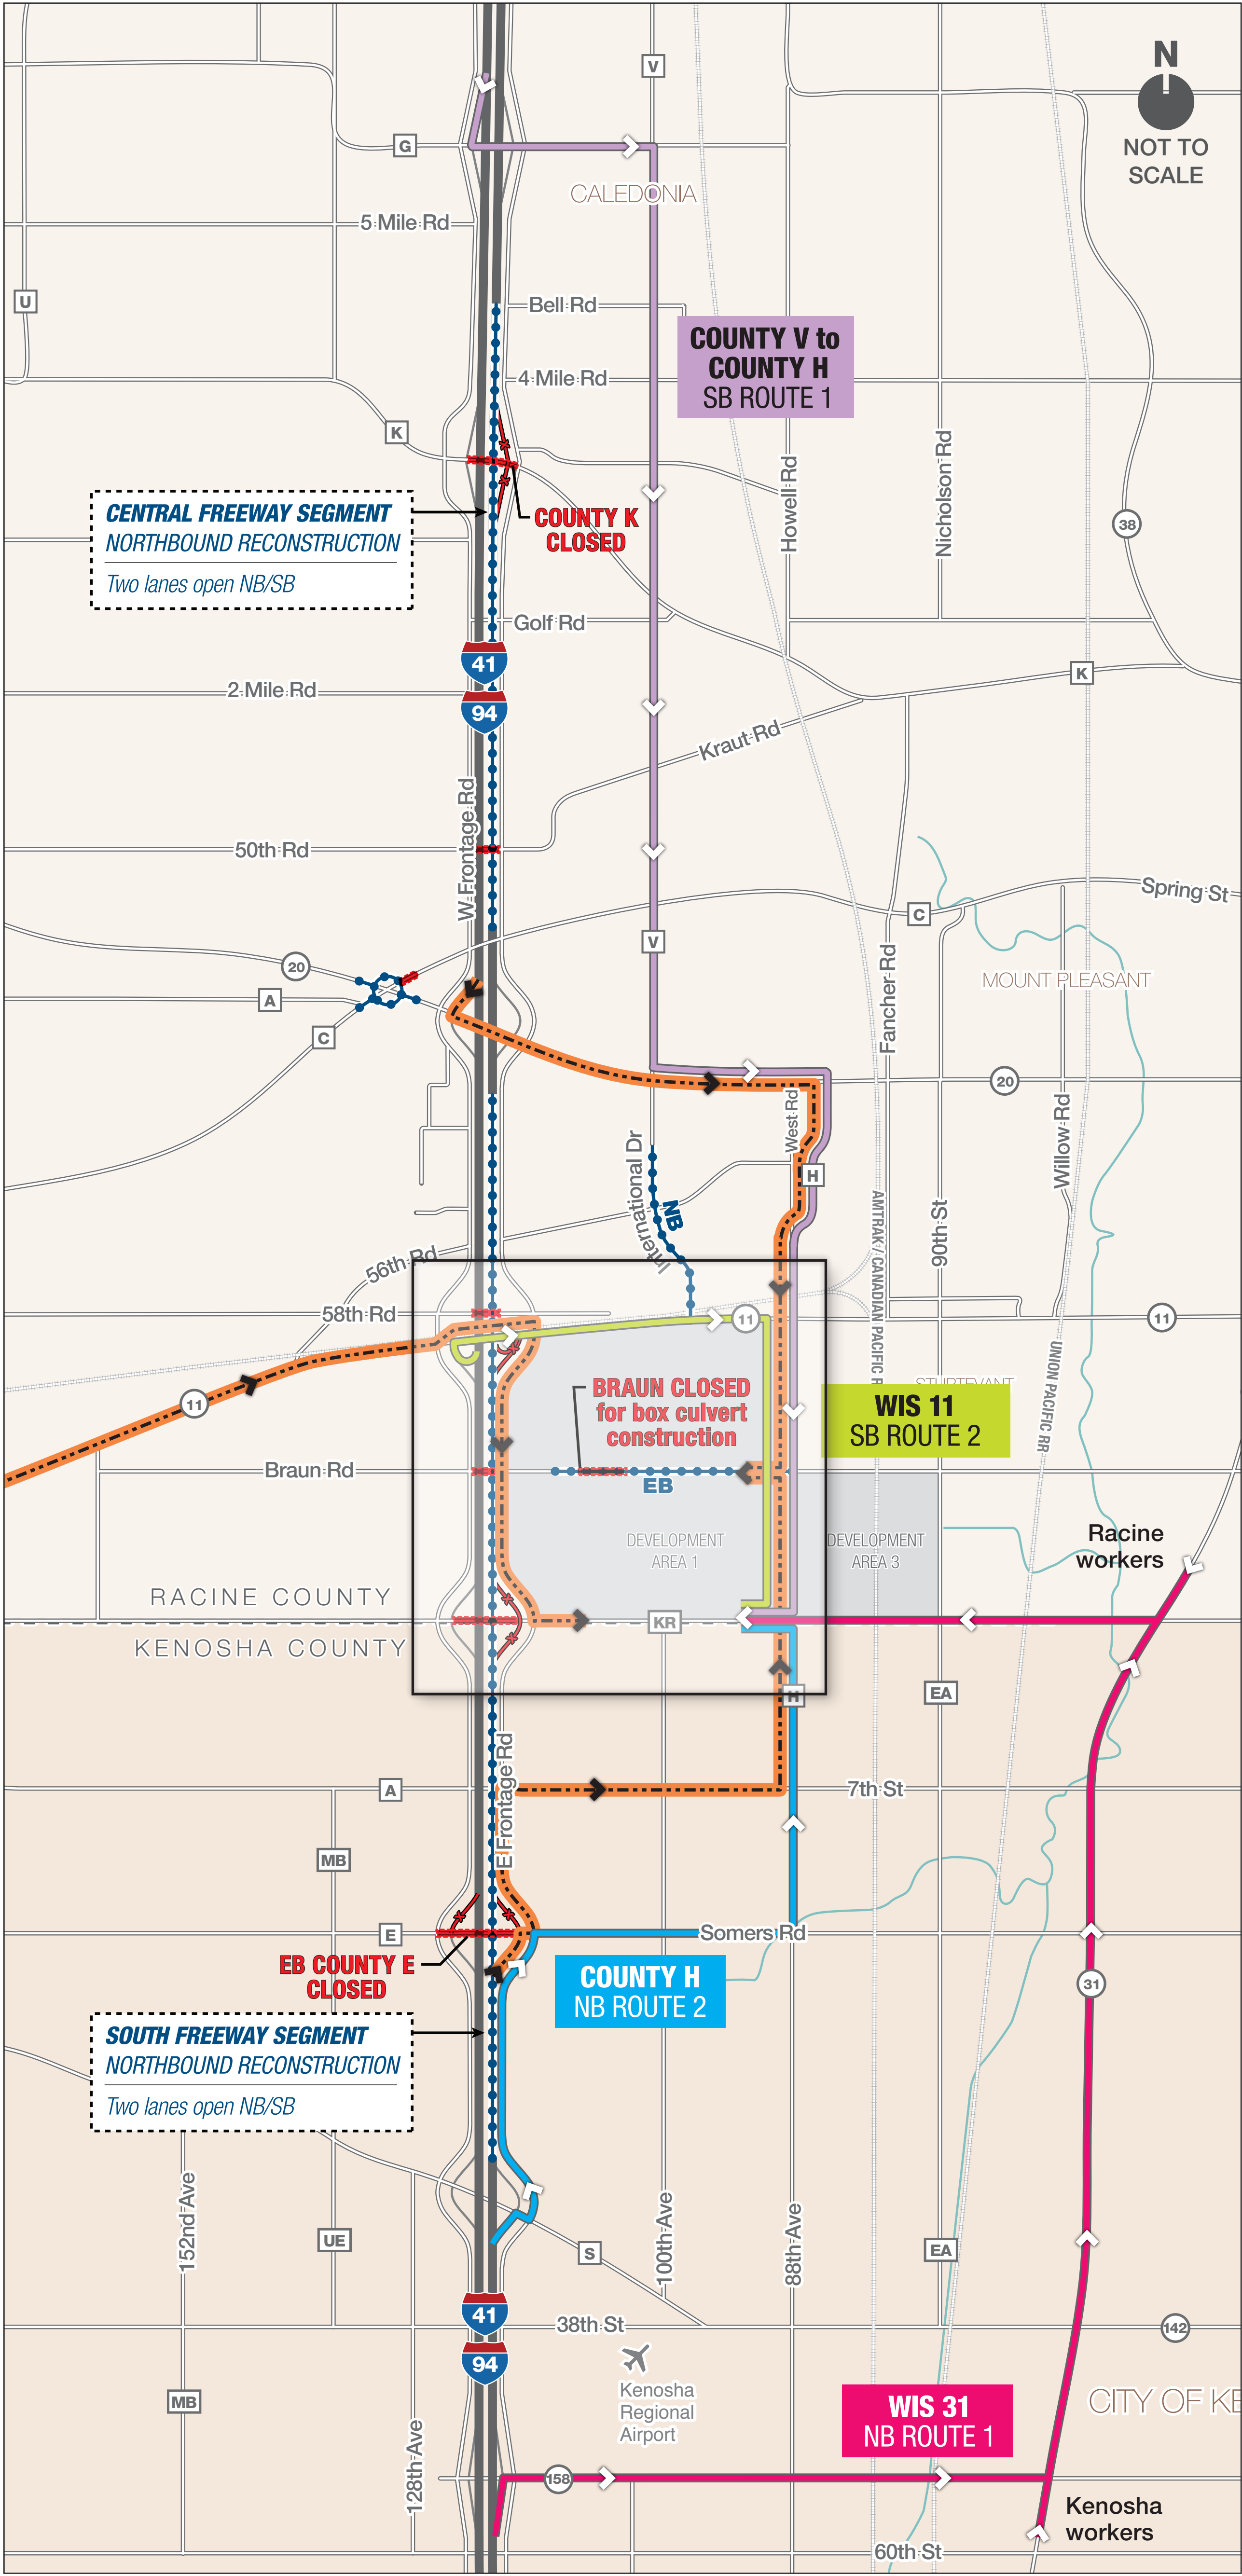 N
NOT TO
SCALE
V
G
CALEDONIA
5 Mile Rd
U
Bell Rd
COUNTY V to
COUNTY H
SB ROUTE 1
4 Mile Rd
K
Howell Rd
Nicholson Rd
38
CENTRAL FREEWAY SEGMENT
NORTHBOUND RECONSTRUCTION
Two lanes open NB/SB
COUNTY K
CLOSED
Golf Rd
41
K
2 Mile Rd
94
Kraut Rd
W Frontage Rd
50th Rd
Spring St
C
V
20
Fancher Rd
MOUNT PLEASANT
A
C
20
West Rd
Willow Rd
International Dr
H
NB
AMTRAK / CANADIAN PACIFIC R
90th St
56th Rd
58th Rd
11
11
UNION PACIFIC RR
STURTEVANT
BRAUN CLOSED
for box culvert
construction
WIS 11
SB ROUTE 2
11
Braun Rd
EB
DEVELOPMENT
AREA 1
DEVELOPMENT
AREA 3
Racine
workers
RACINE COUNTY
KR
KENOSHA COUNTY
H
EA
E Frontage Rd
A
7th St
MB
E
Somers Rd
EB COUNTY E
CLOSED
COUNTY H
NB ROUTE 2
31
SOUTH FREEWAY SEGMENT
NORTHBOUND RECONSTRUCTION
Two lanes open NB/SB
152nd Ave
UE
S
100th Ave
88th Ave
EA
41
38th St
142
94
Kenosha
Regional
Airport
MB
CITY OF KE
WIS 31
NB ROUTE 1
128th Ave
158
Kenosha
workers
60th St